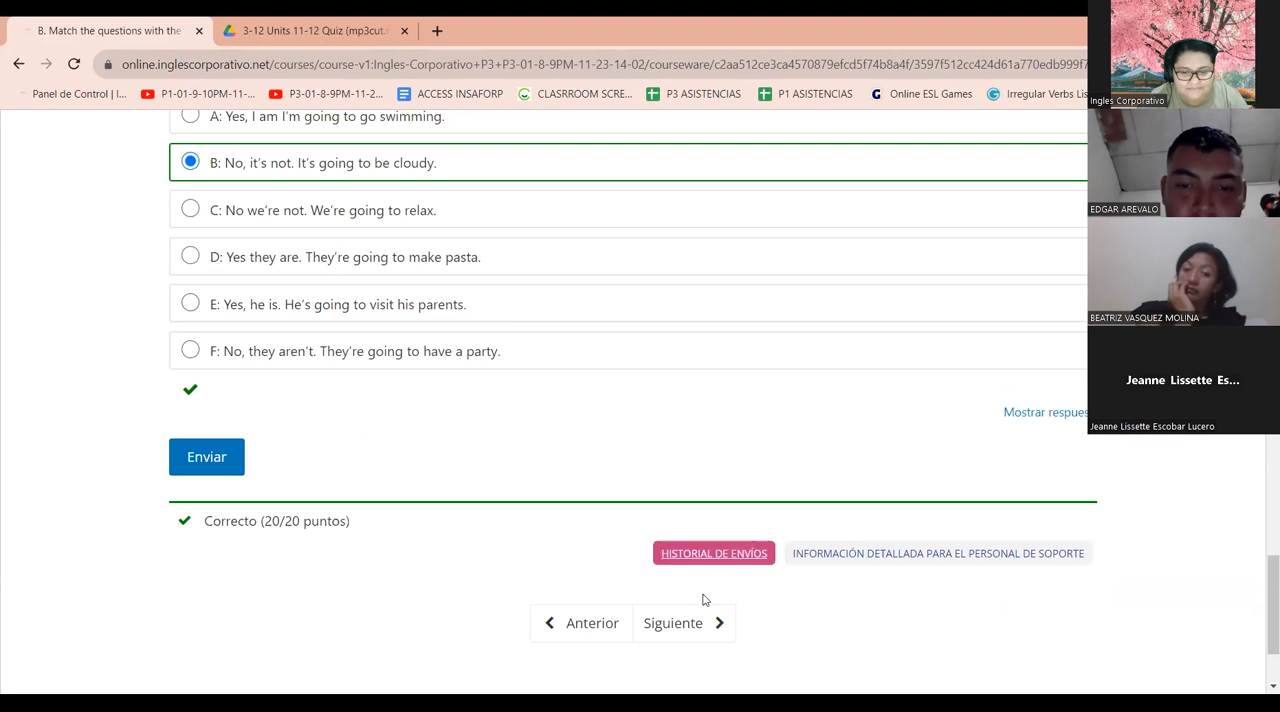 B. Match the questions with the
3-12 Units 11-12 Quiz (mp3cut.
online.inglescorporativo.net/courses/course-v1:Ingles-Corporativo+P3+P3-01-8-9PM-11-23-14-02/courseware/c2aa512ce3ca4570879efcd5f74b8a4f/3597f512cc424d61a770edb999f7
Panel de Control | I...
P1-01-9-10PM-11-...
P3-01-8-9PM-11-2...
ACCESS INSAFORP
CLASRROOM SCRE...
P3 ASISTENCIAS
P1 ASISTENCIAS
Online ESL Games
Irregular Verbs Lis
A: Yes, I am I'm going to go swimming.
B: No, it's not. It's going to be cloudy.
C: No we're not. We're going to relax.
D: Yes they are. They're going to make pasta.
E: Yes, he is. He's going to visit his parents.
F: No, they aren't. They're going to have a party.
Mostrar respues
Enviar
Correcto (20/20 puntos)
HISTORIAL DE ENVÍOS
INFORMACIÓN DETALLADA PARA EL PERSONAL DE SOPORTE
Anterior
Siguiente
Ingles Corporativo
EDGAR AREVALO
BEATRIZ VASQUEZ MOLINA
Jeanne Lissette Es...
Jeanne Lissette Escobar Lucero